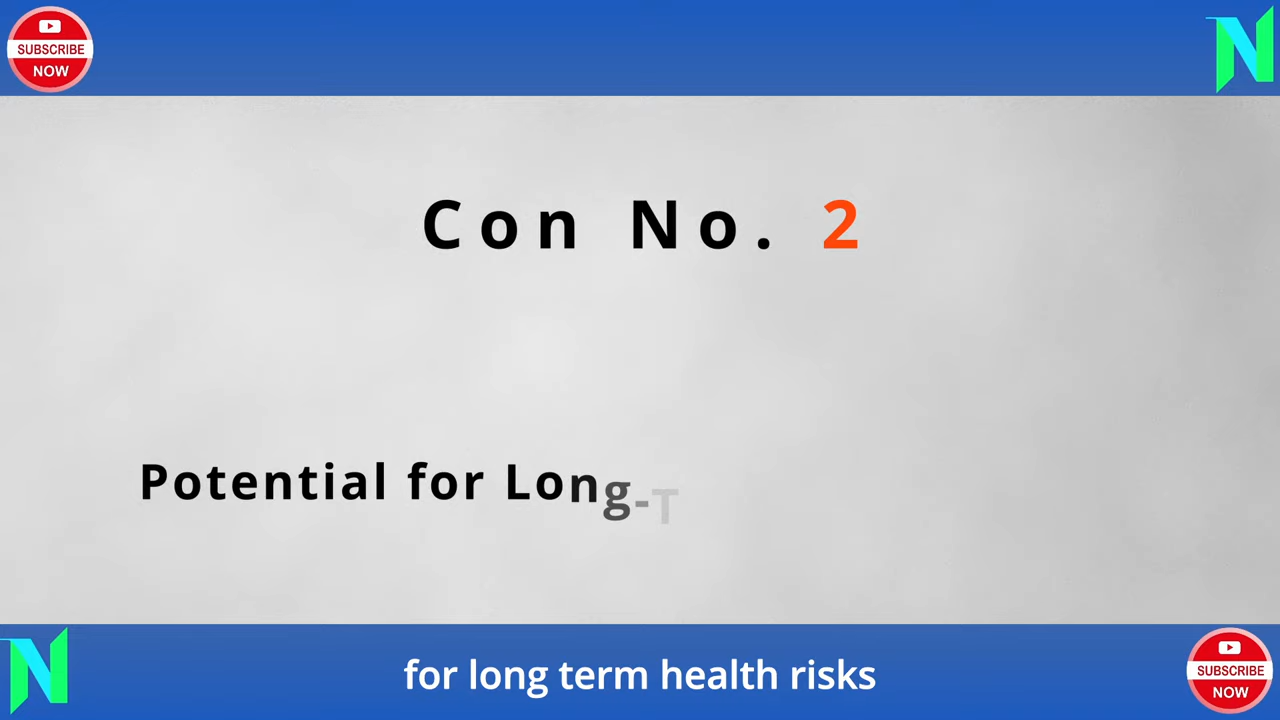 SUBSCRIBE
NOW
N
Con No. 2
Potential for Long-T
N
for long term health risks
SUBSCRIBE
NOW